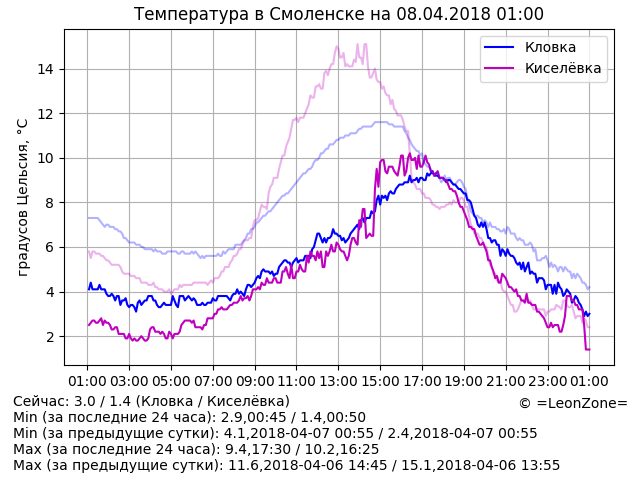 Температура в Смоленске на 08.04.2018 01:00
Кловка
Киселёвка
градусов Цельсия, °C
14
12
10
8
6
4
2
01:00 03:00 05:00 07:00 09:00 11:00 13:00 15:00 17:00 19:00 21:00 23:00 01:00
Сейчас: 3.0 / 1.4 (Кловка / Киселёвка)
© =LeonZone=
Min (за последние 24 часа): 2.9,00:45 / 1.4,00:50
Min (за предыдущие сутки): 4.1,2018-04-07 00:55 / 2.4,2018-04-07 00:55
Max (за последние 24 часа): 9.4,17:30 / 10.2,16:25
Max (за предыдущие сутки): 11.6,2018-04-06 14:45 / 15.1,2018-04-06 13:55